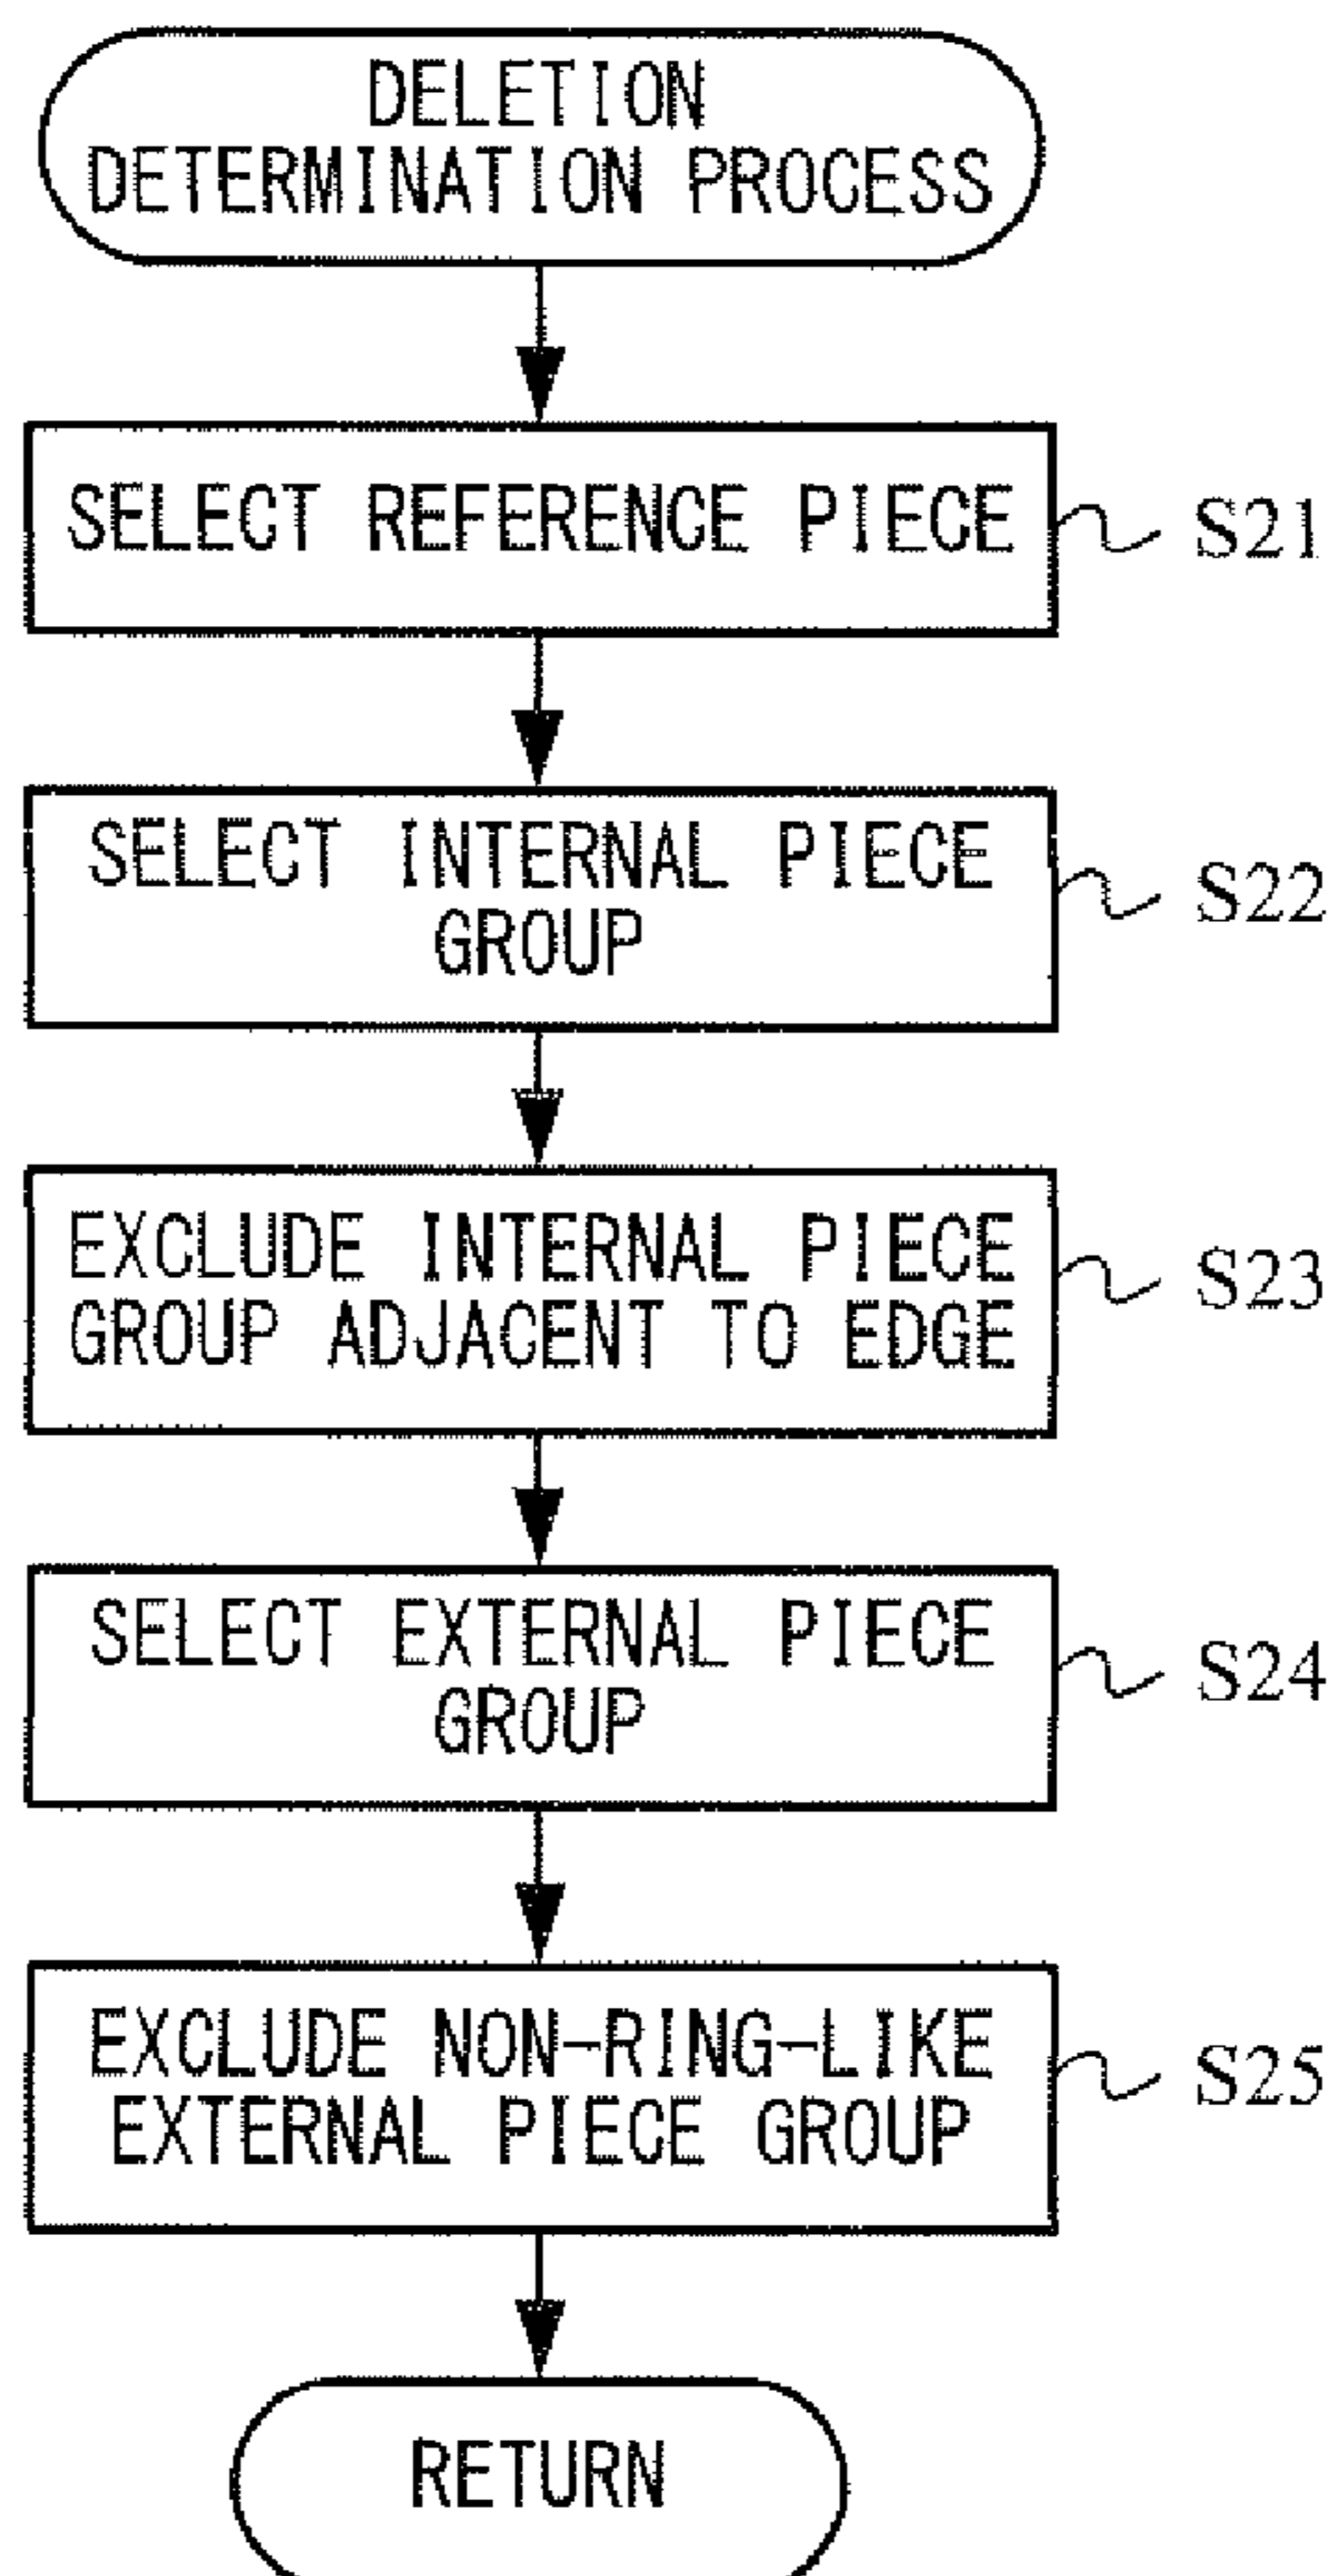 DELETION
DETERMINATION PROCESS
SELECT REFERENCE PIECE
S21
SELECT INTERNAL PIECE
GROUP
S22
EXCLUDE INTERNAL PIECE
GROUP ADJACENT TO EDGE
S23
SELECT EXTERNAL PIECE
GROUP
S24
EXCLUDE NON-RING-LIKE
EXTERNAL PIECE GROUP
S25
RETURN